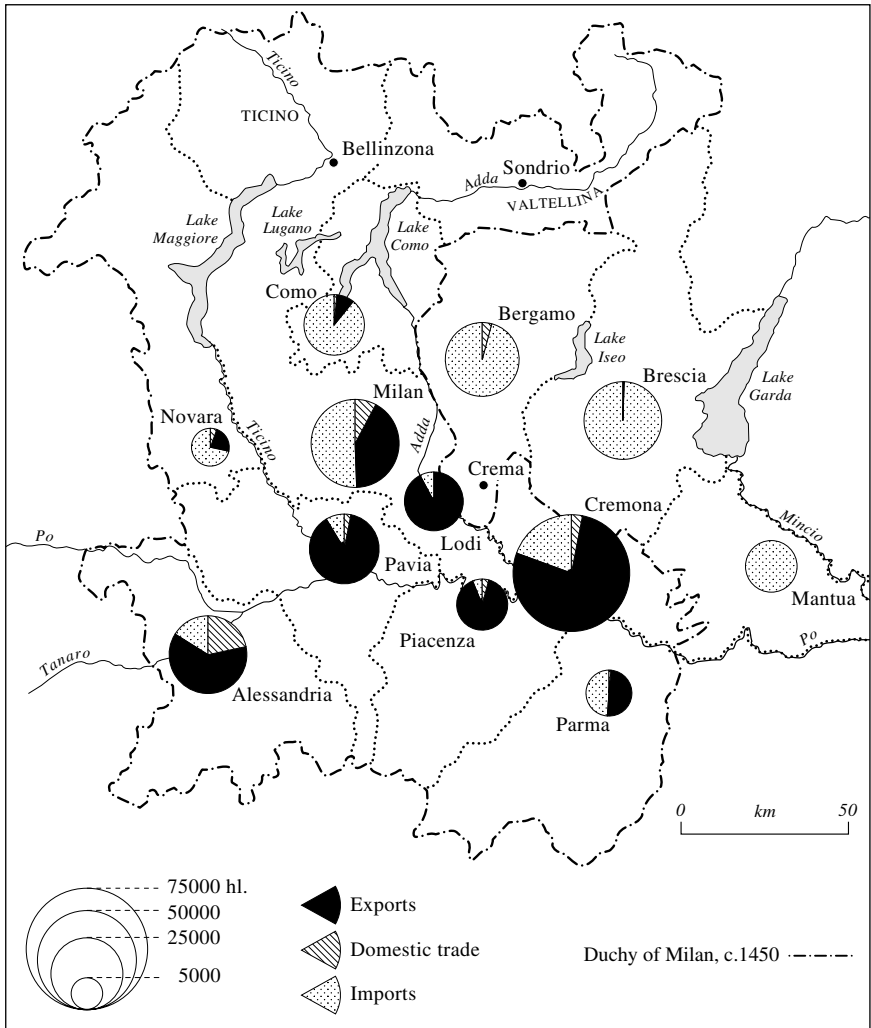 Ticino
TICINO
Bellinzona
Sondrio
Adda
VALTELLINA
Lake
Maggiore
Lake
Lugano
Lake
Como
Como
Bergamo
Lake
Iseo
Brescia
Lake
Garda
Milan
Novara
Ticino
Adda
Crema
Cremona
Lodi
Pavia
Po
Mincio
Mantua
Piacenza
Po
Tanaro
Alessandria
Parma
0 km 50
75000 hl.
50000
25000
5000
Exports
Domestic trade
Imports
Duchy of Milan, c.1450